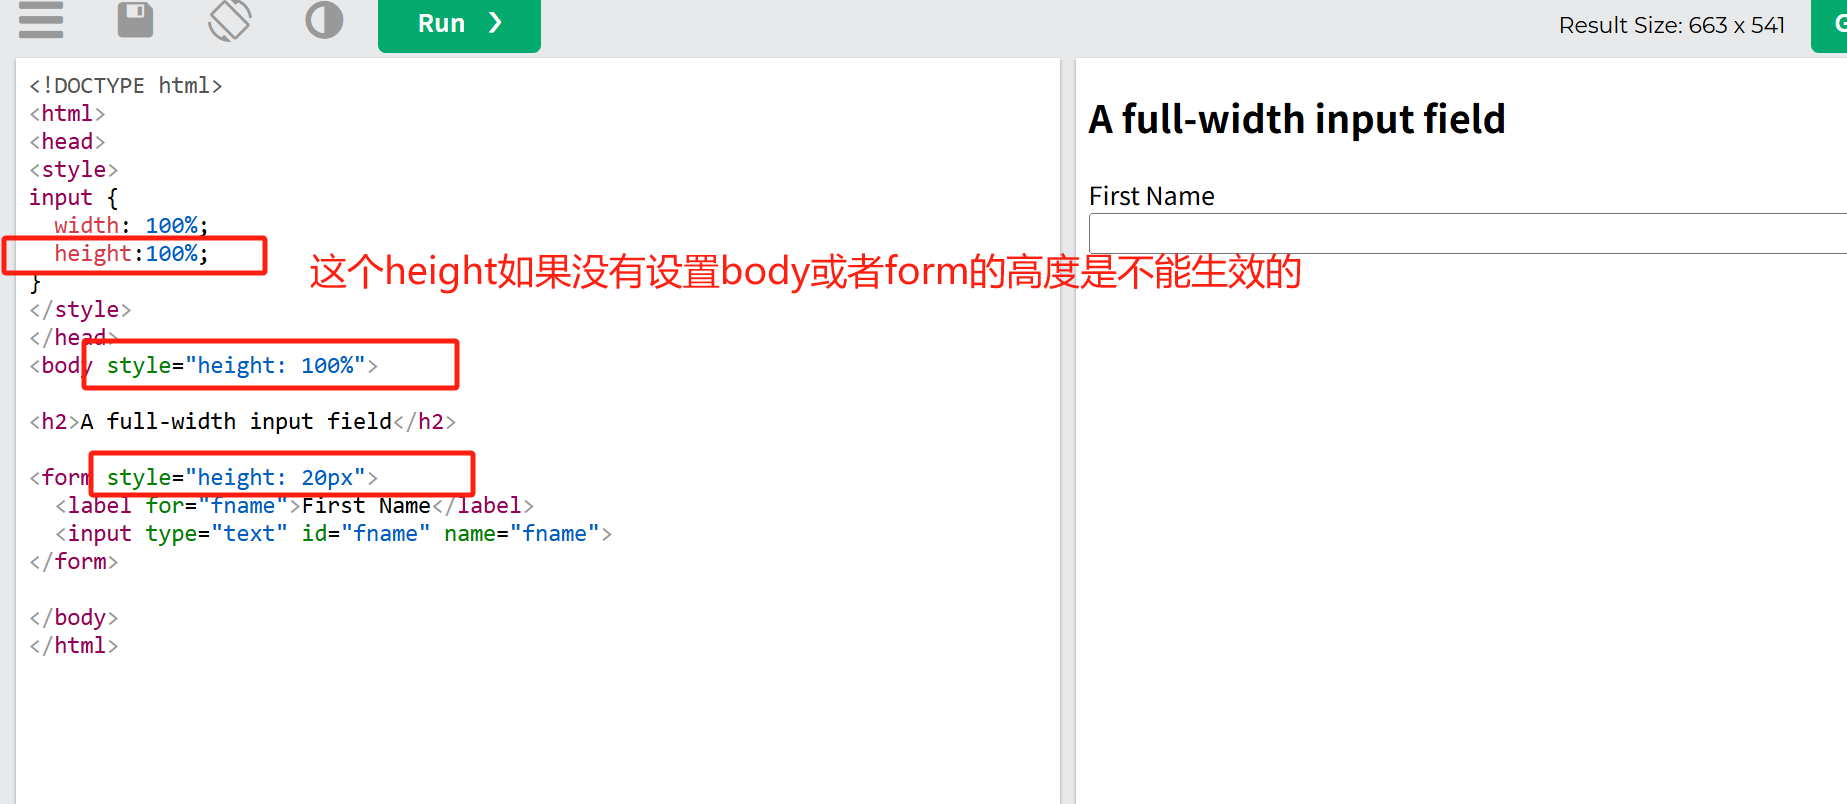 Run ❯
Result Size: 663 x 541
G
<!DOCTYPE html>
<html>
<head>
<style>
input {
  width: 100%;
  height:100%;
}
</style>
</head>
<body style="height: 100%">

<h2>A full-width input field</h2>

<form style="height: 20px">
  <label for="fname">First Name</label>
  <input type="text" id="fname" name="fname">
</form>

</body>
</html>
这个height如果没有设置body或者form的高度是不能生效的
A full-width input field
First Name